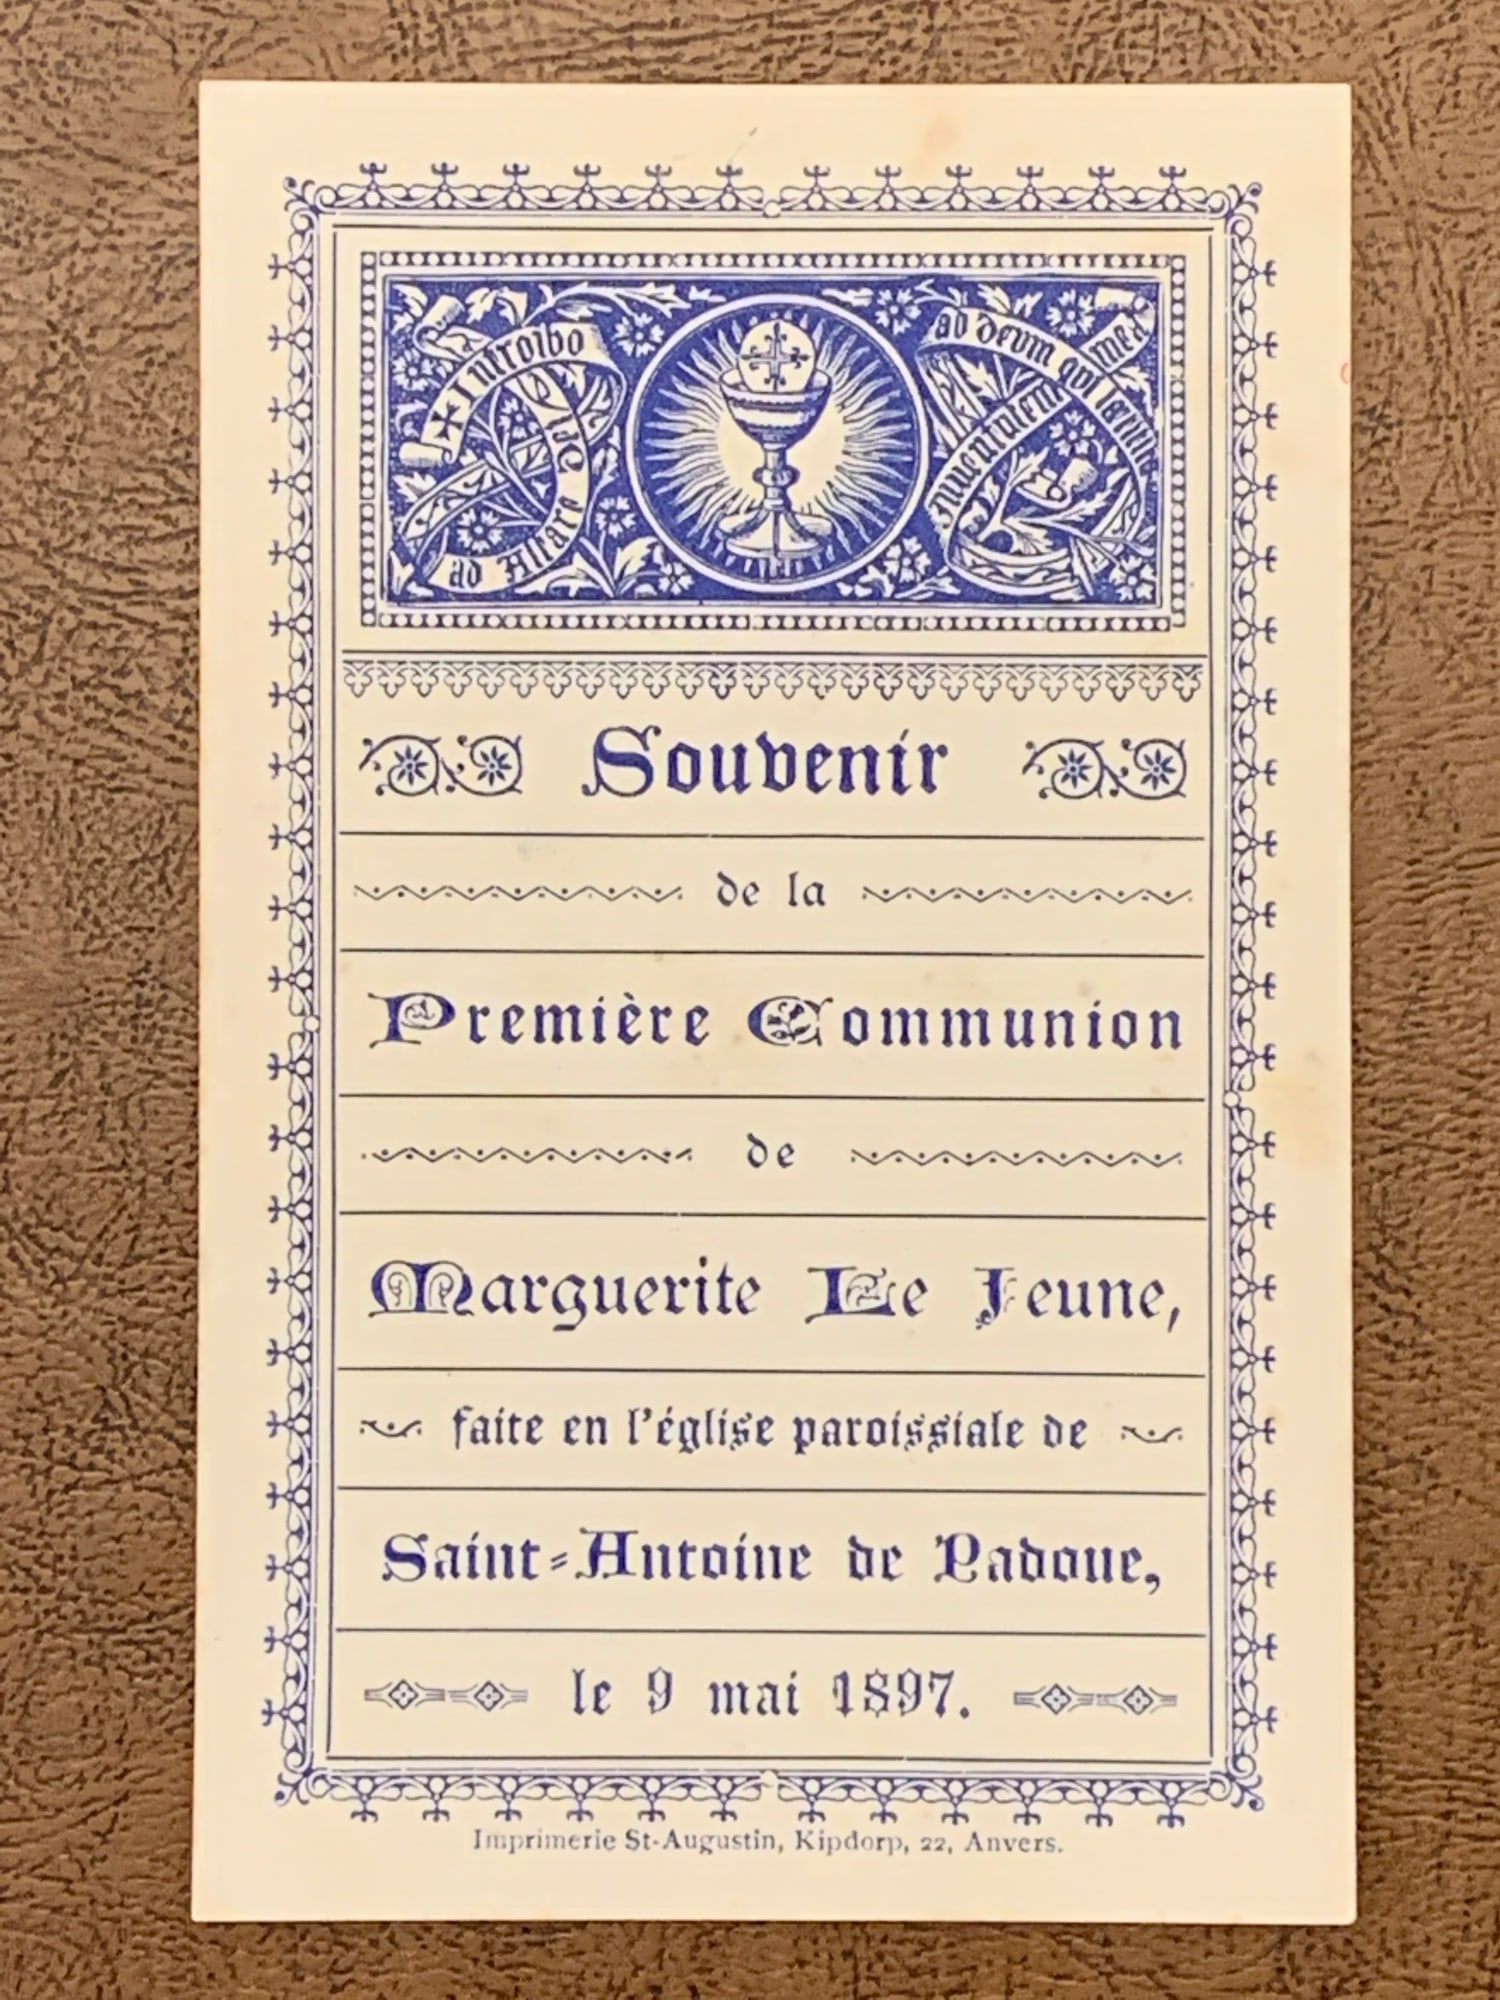 ✠ Introibo
ad Altare Dei
ad Deum qui laetificat
juventutem meã
Souvenir
de la
Première Communion
de
Marguerite Le Jeune,
faite en l'église paroissiale de
Saint-Antoine de Padoue,
le 9 mai 1897.
Imprimerie St-Augustin, Kipdorp, 22, Anvers.